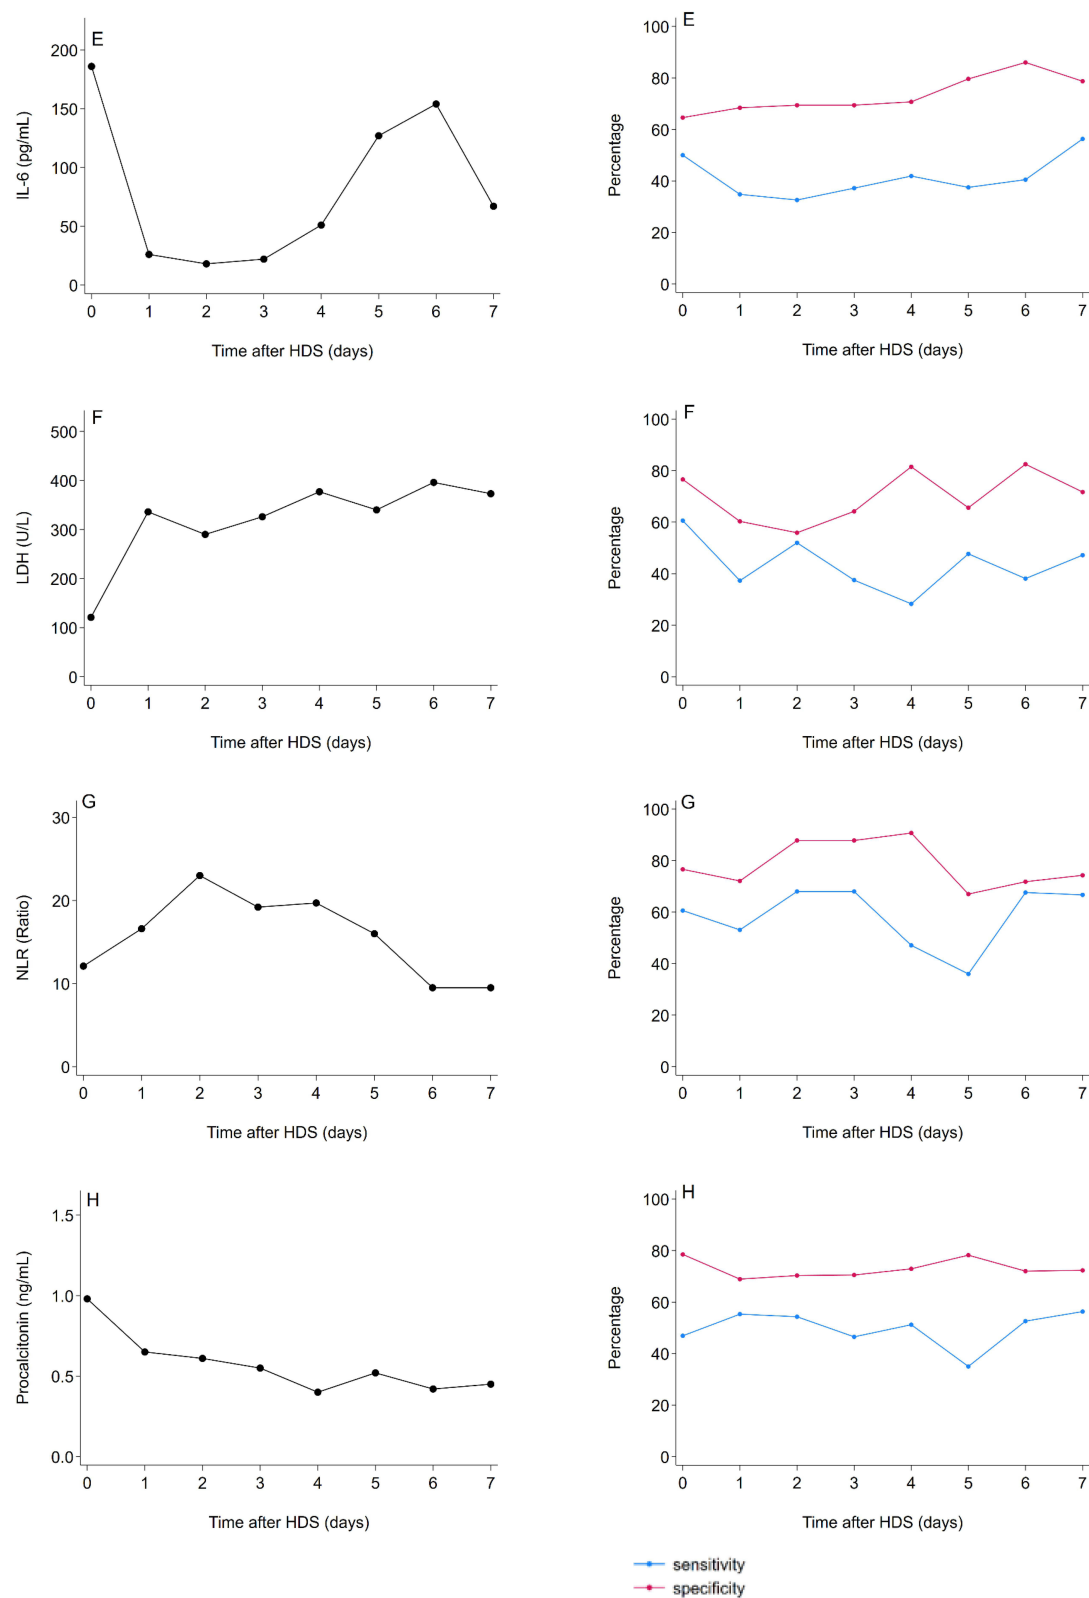 E
200
150
100
50
0
IL-6 (pg/mL)
0 1 2 3 4 5 6 7
Time after HDS (days)
E
100
80
60
40
20
0
Percentage
0 1 2 3 4 5 6 7
Time after HDS (days)
F
500
400
300
200
100
0
LDH (U/L)
0 1 2 3 4 5 6 7
Time after HDS (days)
F
100
80
60
40
20
0
Percentage
0 1 2 3 4 5 6 7
Time after HDS (days)
G
30
20
10
0
NLR (Ratio)
0 1 2 3 4 5 6 7
Time after HDS (days)
G
100
80
60
40
20
0
Percentage
0 1 2 3 4 5 6 7
Time after HDS (days)
H
1.5
1.0
0.5
0.0
Procalcitonin (ng/mL)
0 1 2 3 4 5 6 7
Time after HDS (days)
H
100
80
60
40
20
0
Percentage
0 1 2 3 4 5 6 7
Time after HDS (days)
sensitivity
specificity